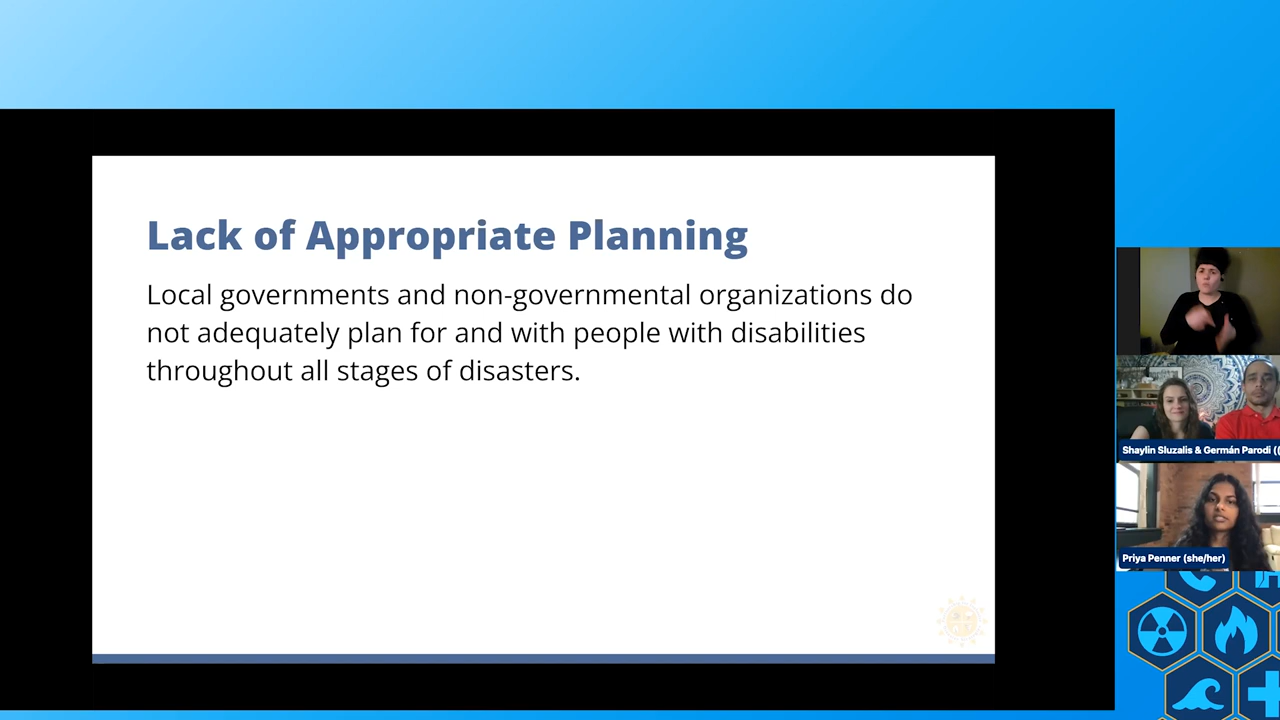 Lack of Appropriate Planning
Local governments and non-governmental organizations do
not adequately plan for and with people with disabilities
throughout all stages of disasters.
Shaylin Sluzalis & Germán Parodi ((
Priya Penner (she/her)